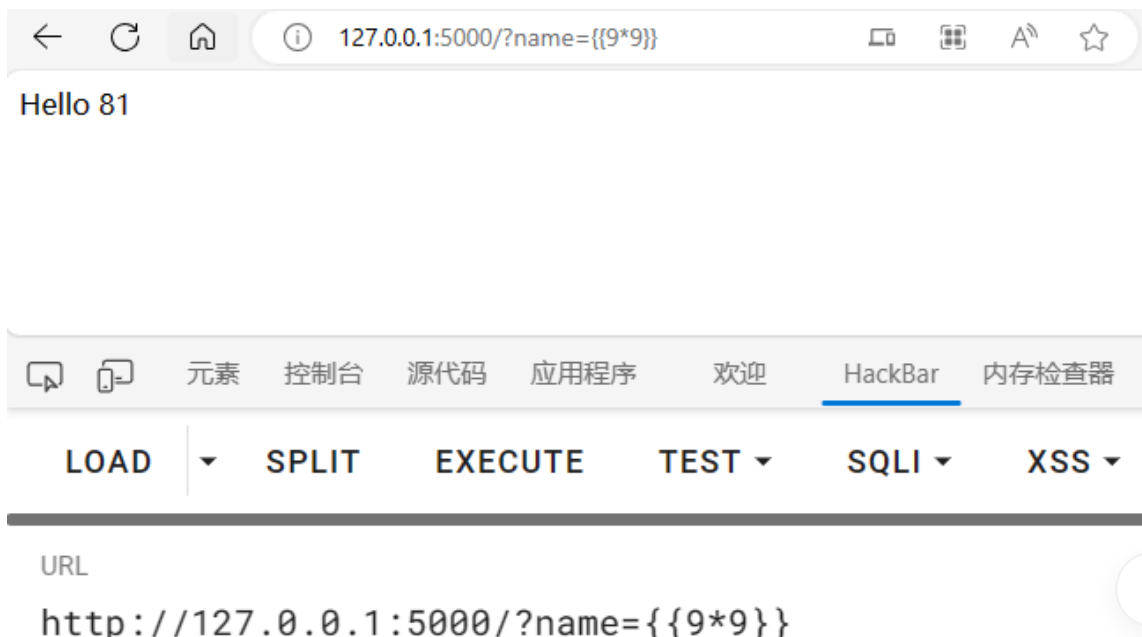 127.0.0.1:5000/?name={{9*9}}
Hello 81
元素 控制台 源代码 应用程序 欢迎 HackBar 内存检查器
LOAD SPLIT EXECUTE TEST SQLI XSS
URL
http://127.0.0.1:5000/?name={{9*9}}